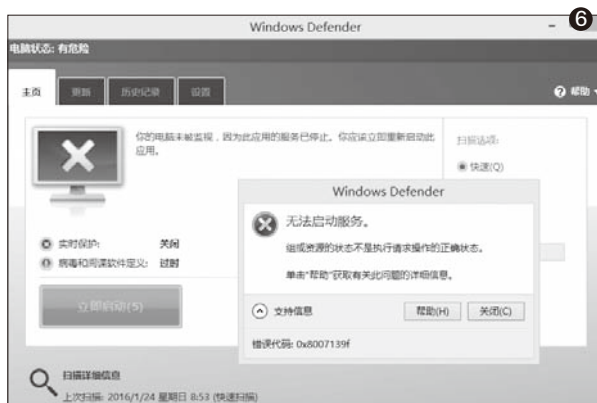 Windows Defender
6
电脑状态: 有危险
主页 更新 历史记录 设置
帮助
你的电脑未被监视，因为此应用的服务已停止。你应该立即重新启动此
应用。
扫描选项:
快速(Q)
实时保护: 关闭
病毒和间谍软件定义: 过时
立即启动(S)
Windows Defender
无法启动服务。
组或资源的状态不是执行请求操作的正确状态。
单击"帮助"获取有关此问题的详细信息。
支持信息
帮助(H) 关闭(C)
错误代码: 0x8007139f
扫描详细信息
上次扫描: 2016/1/24 星期日 8:53 (快速扫描)